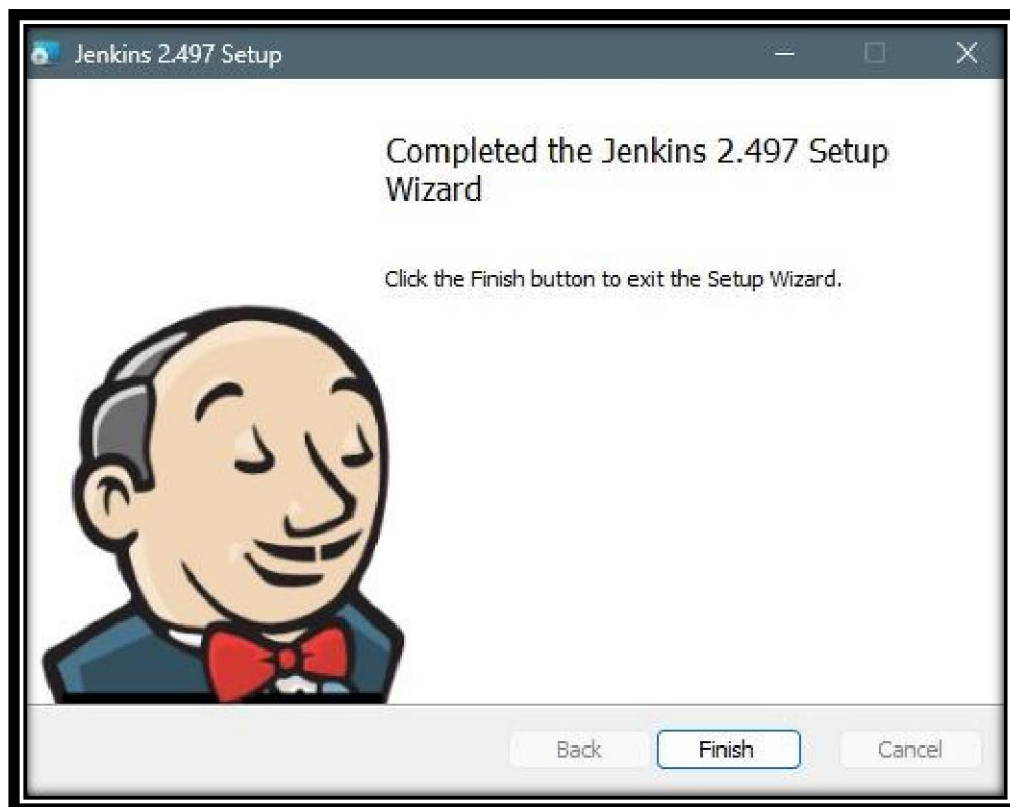 Jenkins 2.497 Setup
Completed the Jenkins 2.497 Setup
Wizard
Click the Finish button to exit the Setup Wizard.
Back
Finish
Cancel